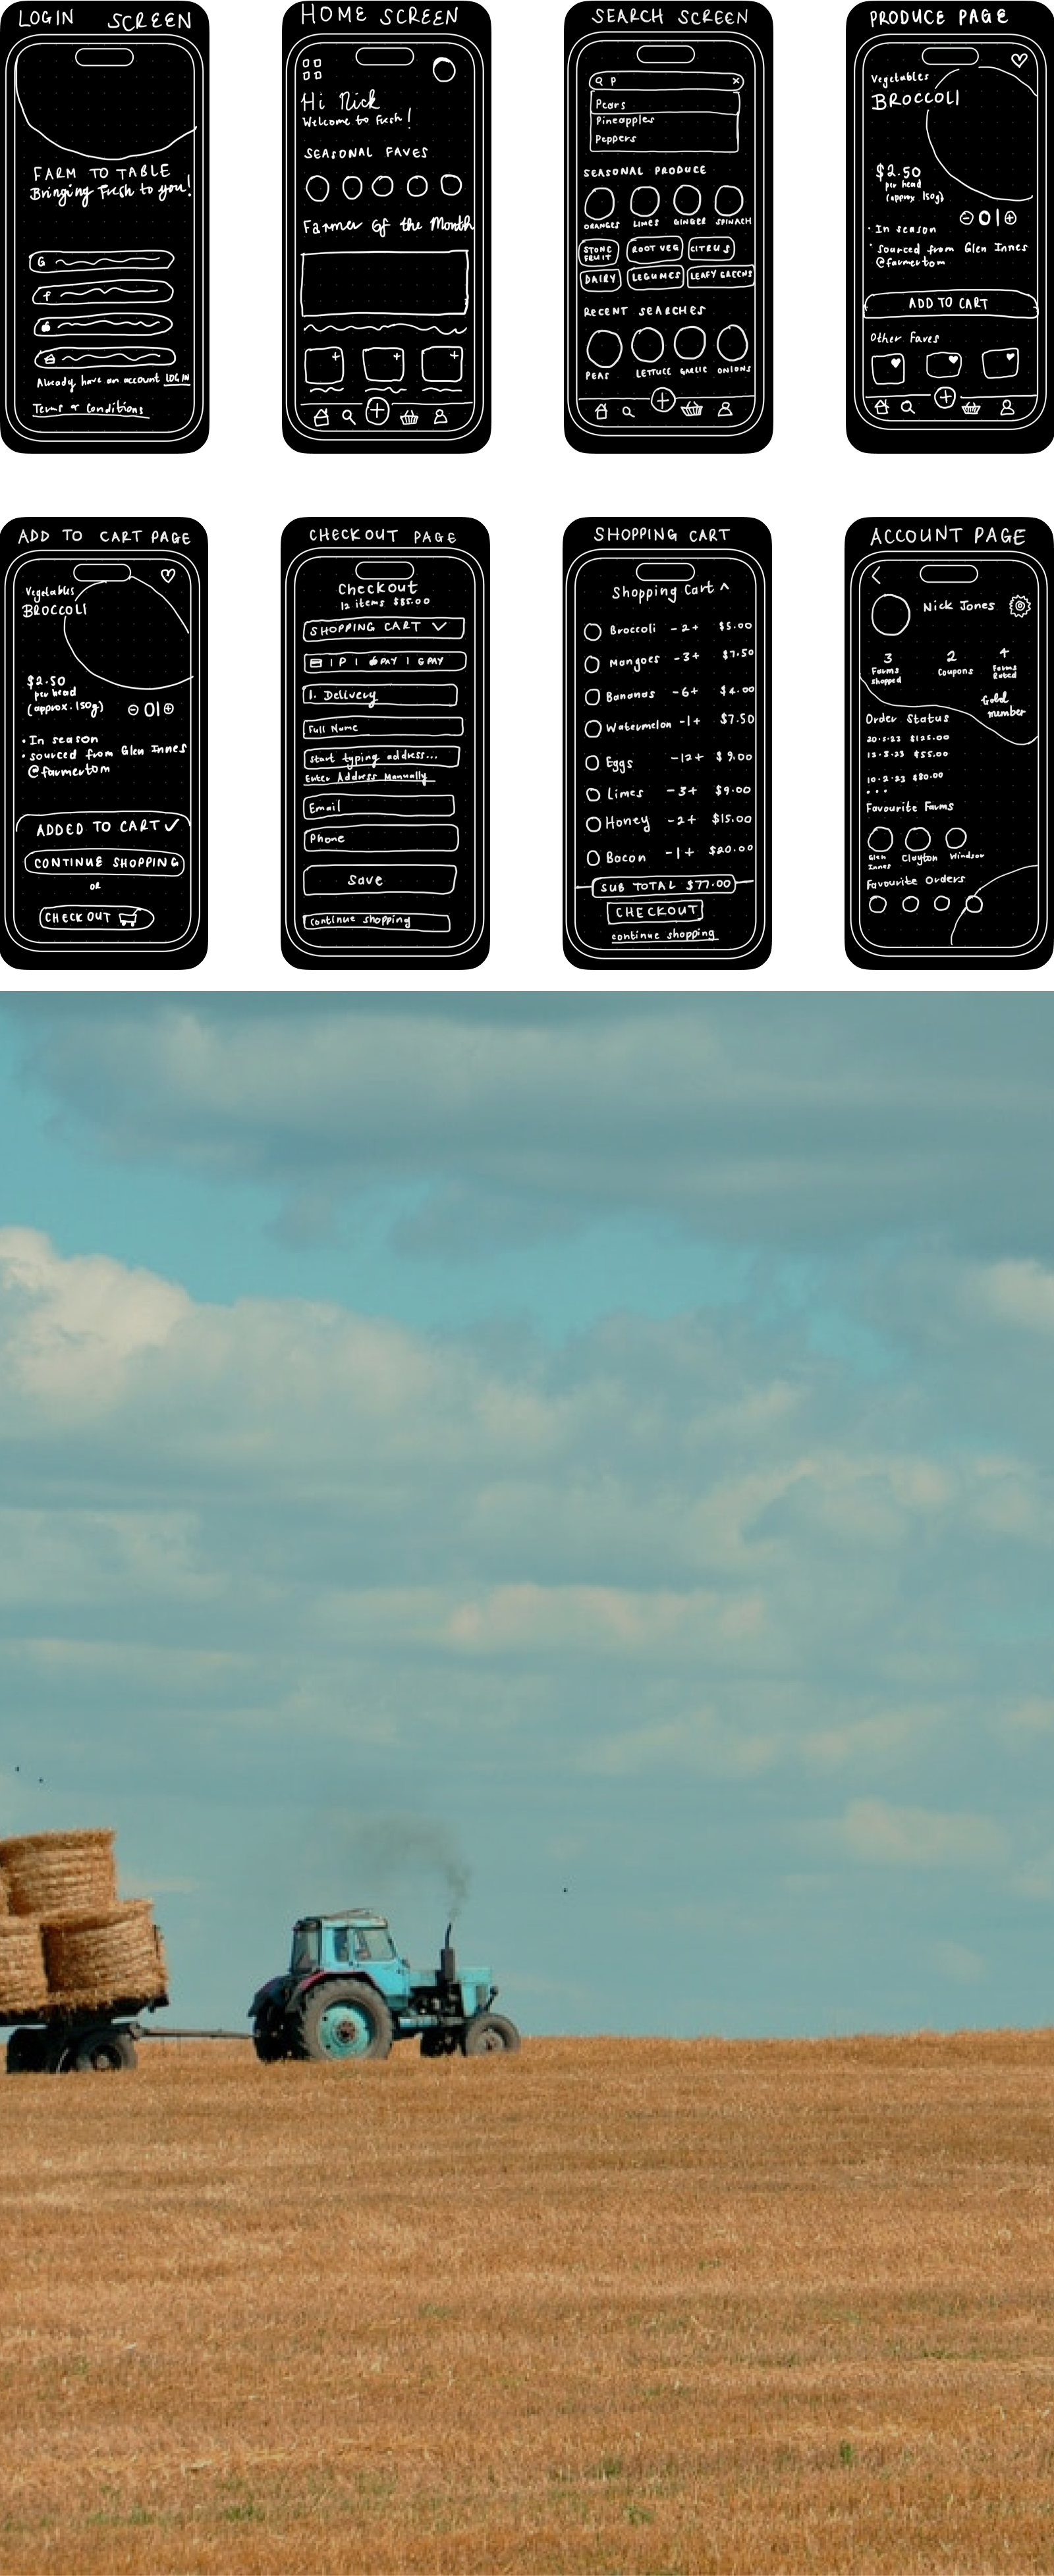 LOGIN SCREEN
FARM TO TABLE
Bringing Fresh to you!
G
f
Already have an account LOGIN
Terms & Conditions
HOME SCREEN
Hi Nick
Welcome to Fresh!
SEASONAL FAVES
Farmer Of the Month
SEARCH SCREEN
P
Pears
Pineapples
Peppers
SEASONAL PRODUCE
ORANGES LIMES GINGER SPINACH
STONE FRUIT ROOT VEG CITRUS
DAIRY LEGUMES LEAFY GREENS
RECENT SEARCHES
PEAS LETTUCE GARLIC ONIONS
PRODUCE PAGE
Vegetables
BROCCOLI
$2.50
per head
(approx 150g)
01
• In season
• sourced from Glen Innes
@farmertom
ADD TO CART
Other Faves
ADD TO CART PAGE
Vegetables
BROCCOLI
$2.50
per head
(approx. 150g)
01
• In season
• sourced from Glen Innes
@farmertom
ADDED TO CART
CONTINUE SHOPPING
OR
CHECKOUT
CHECKOUT PAGE
Checkout
12 items $85.00
SHOPPING CART
| P | PAY | G PAY
1. Delivery
Full Name
Start typing address...
Enter Address Manually
Email
Phone
Save
Continue shopping
SHOPPING CART
Shopping Cart ^
Broccoli - 2 + $5.00
Mangoes - 3 + $7.50
Bananas - 6 + $4.00
Watermelon - 1 + $7.50
Eggs - 12 + $9.00
Limes - 3 + $9.00
Honey - 2 + $15.00
Bacon - 1 + $20.00
SUB TOTAL $77.00
CHECKOUT
continue shopping
ACCOUNT PAGE
Nick Jones
3 2 4
Farms shopped Coupons Farms Rated
Gold member
Order Status
20.5.23 $125.00
$55.00
10.2.23 $80.00
...
Favourite Farms
Glen Innes Clayton Windsor
Favourite Orders